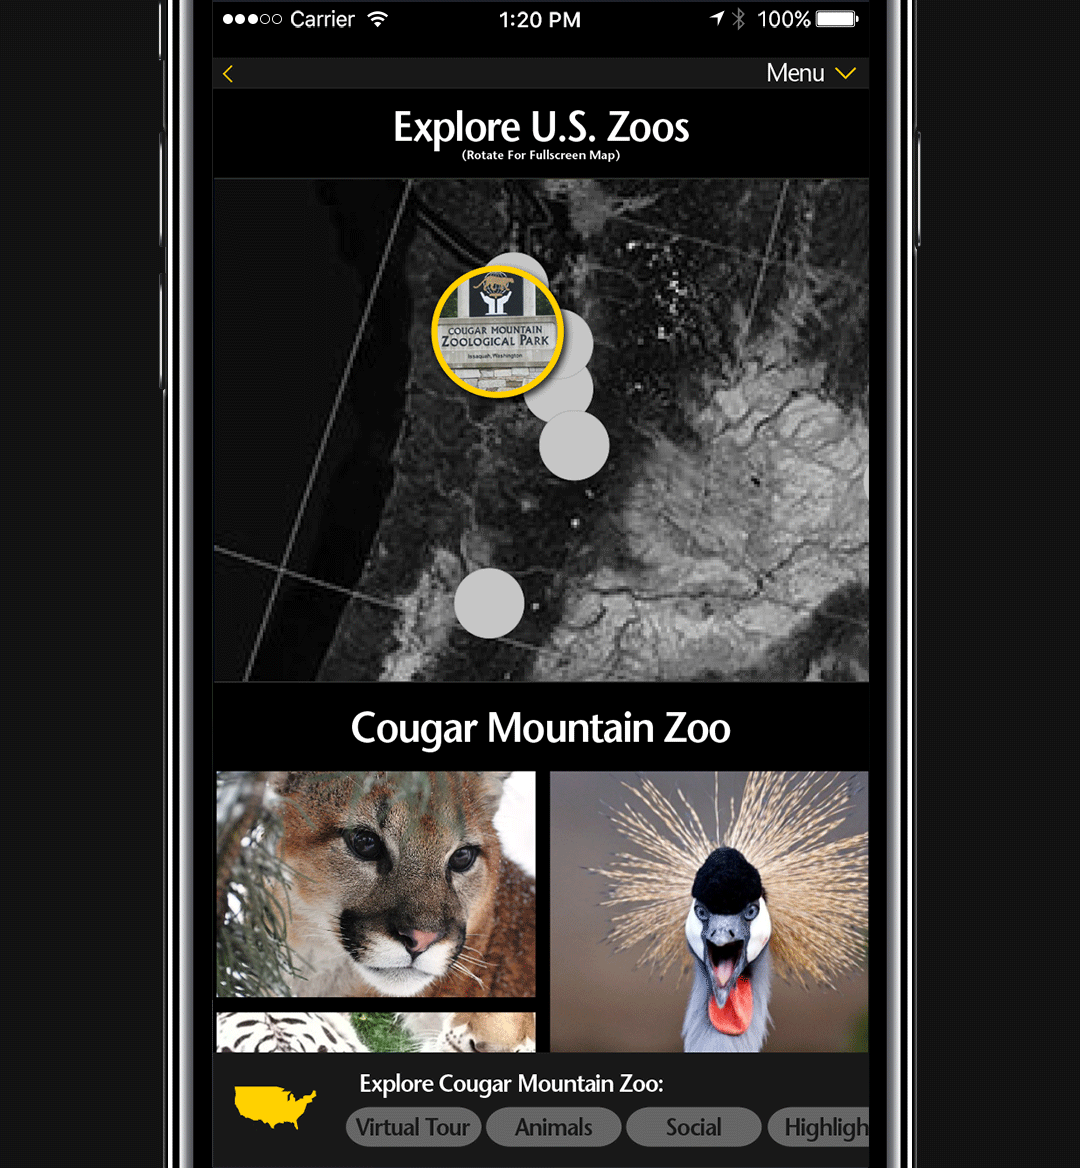 Carrier 1:20 PM 100%
Menu
Explore U.S. Zoos
(Rotate For Fullscreen Map)
COUGAR MOUNTAIN
ZOOLOGICAL PARK
Issaquah, Washington
Cougar Mountain Zoo
Explore Cougar Mountain Zoo:
Virtual Tour Animals Social Highligh